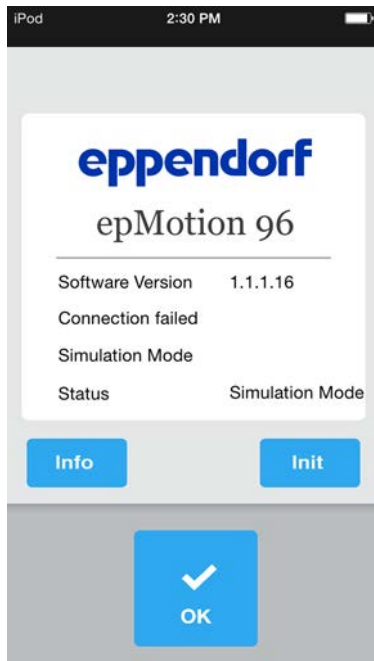 iPod 2:30 PM
eppendorf
epMotion 96
Software Version 1.1.1.16
Connection failed
Simulation Mode
Status Simulation Mode
Info Init
OK